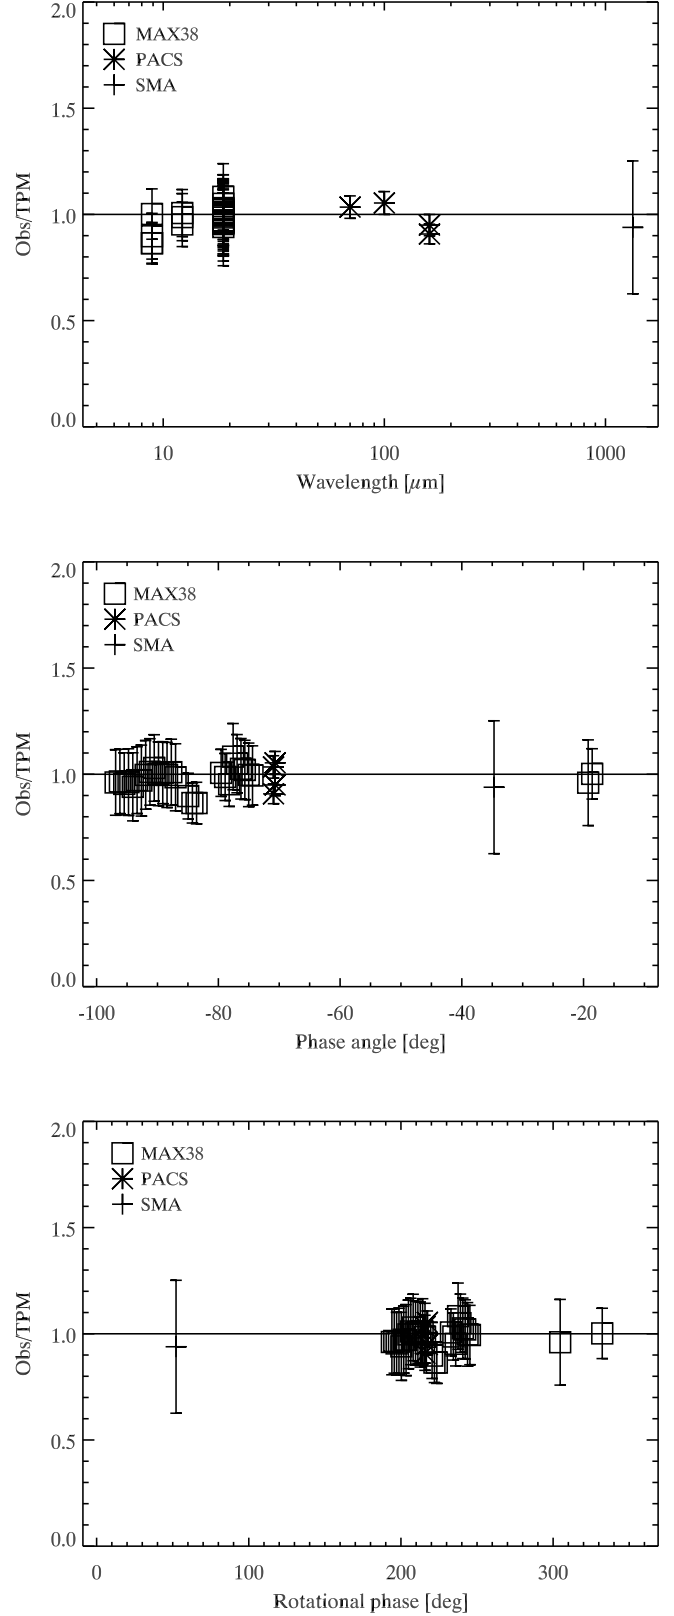 2.0
MAX38
PACS
SMA
1.5
1.0
0.5
0.0
Obs/TPM
10 100 1000
Wavelength [μm]
2.0
MAX38
PACS
SMA
1.5
1.0
0.5
0.0
Obs/TPM
-100 -80 -60 -40 -20
Phase angle [deg]
2.0
MAX38
PACS
SMA
1.5
1.0
0.5
0.0
Obs/TPM
0 100 200 300
Rotational phase [deg]